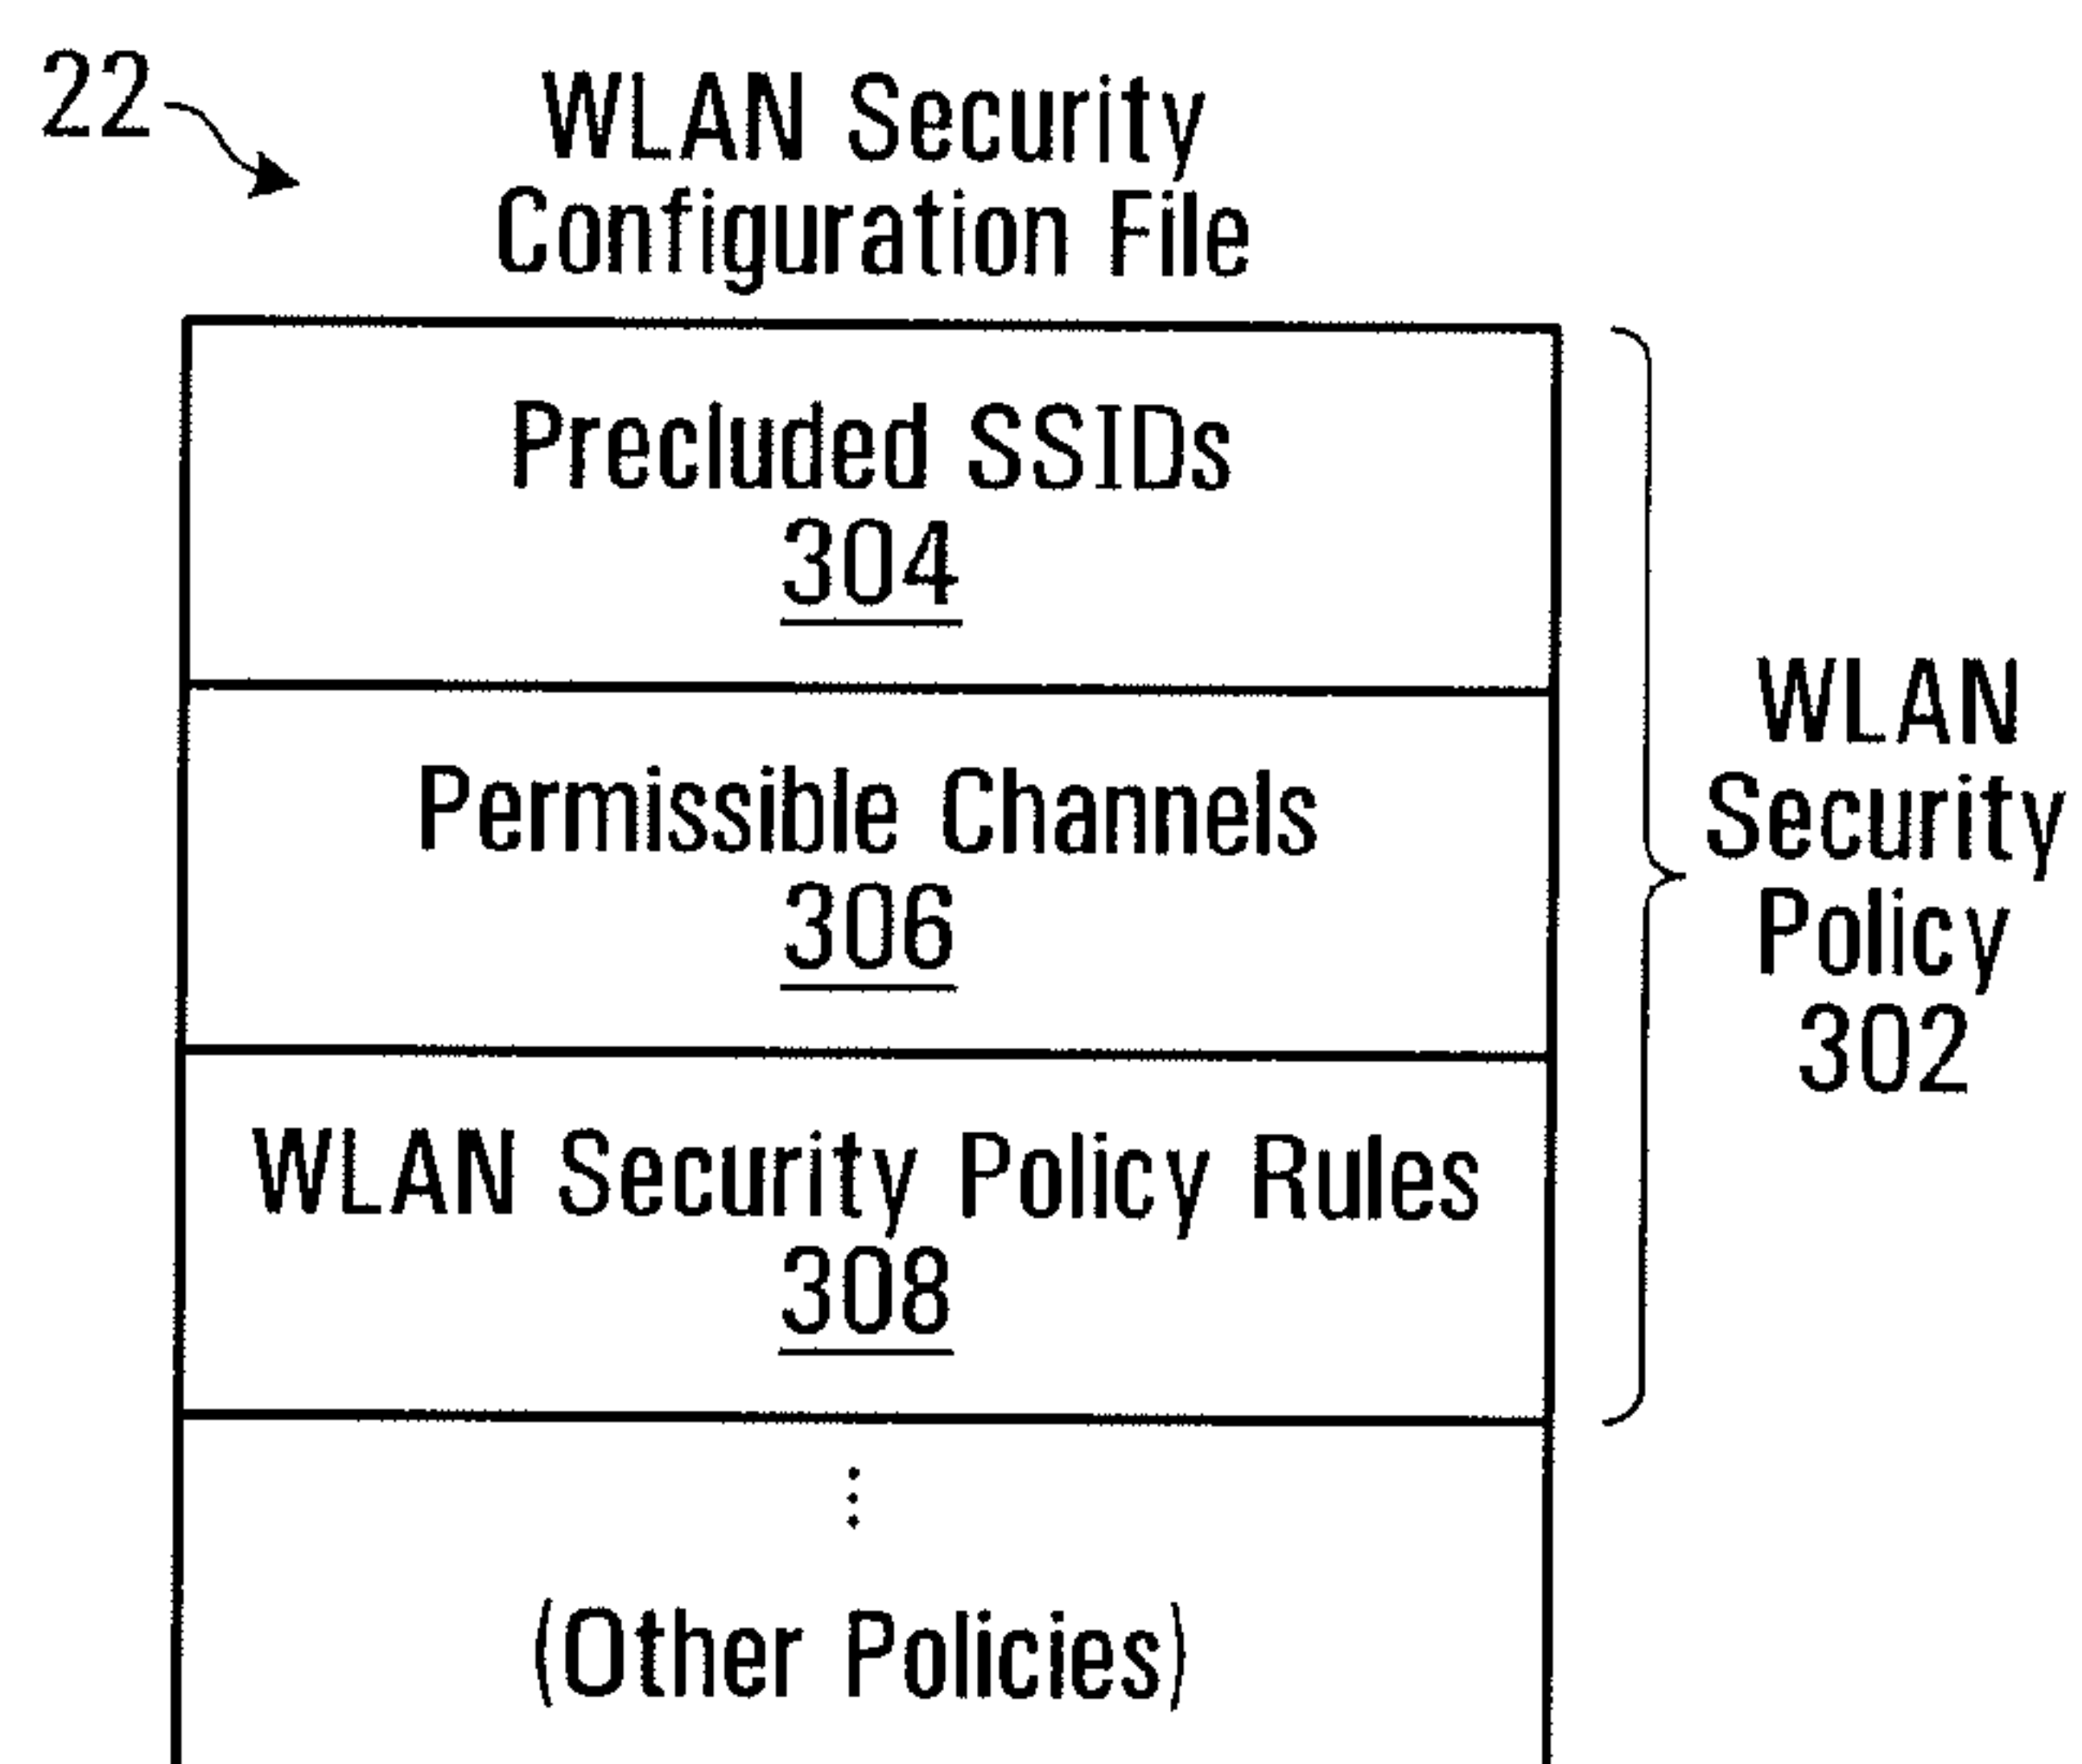 22
WLAN Security
Configuration File
Precluded SSIDs
304
Permissible Channels
306
WLAN Security Policy Rules
308
(Other Policies)
WLAN
Security
Policy
302